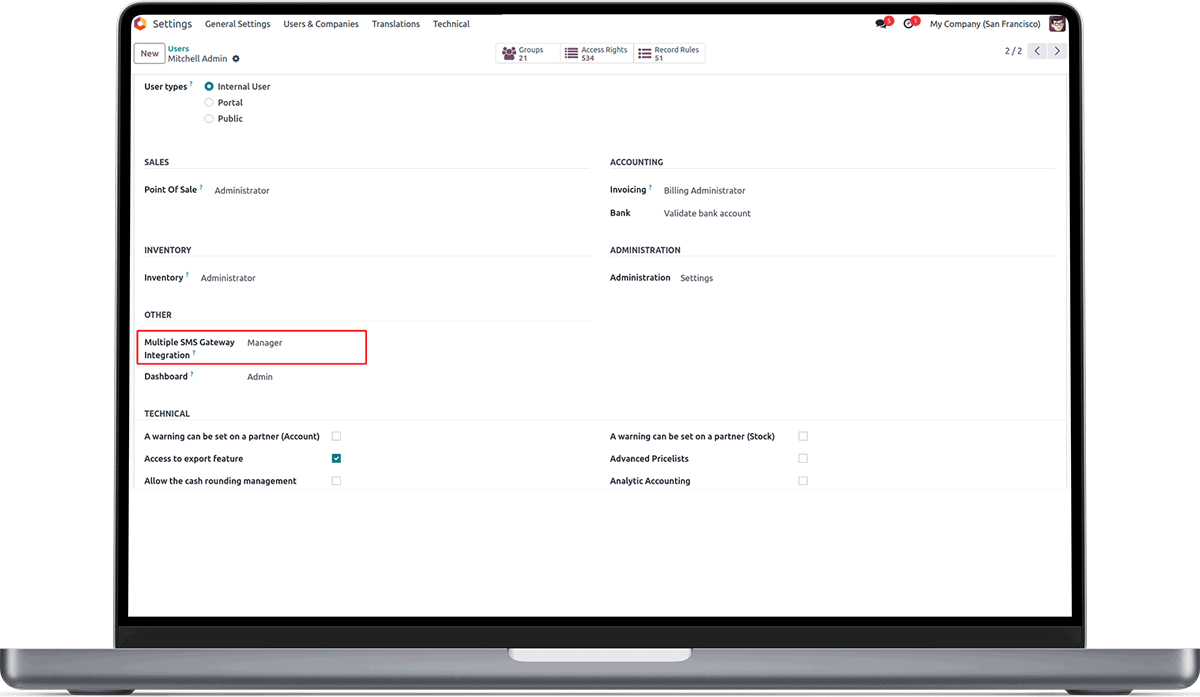 Settings General Settings Users & Companies Translations Technical 5 1 My Company (San Francisco)
New Users Groups Access Rights Record Rules 2 / 2
Mitchell Admin 21 534 51
User types ? Internal User
Portal
Public
SALES ACCOUNTING
Point Of Sale ? Administrator Invoicing ? Billing Administrator
Bank Validate bank account
INVENTORY ADMINISTRATION
Inventory ? Administrator Administration Settings
OTHER
Multiple SMS Gateway Manager
Integration ?
Dashboard ? Admin
TECHNICAL
A warning can be set on a partner (Account) A warning can be set on a partner (Stock)
Access to export feature Advanced Pricelists
Allow the cash rounding management Analytic Accounting